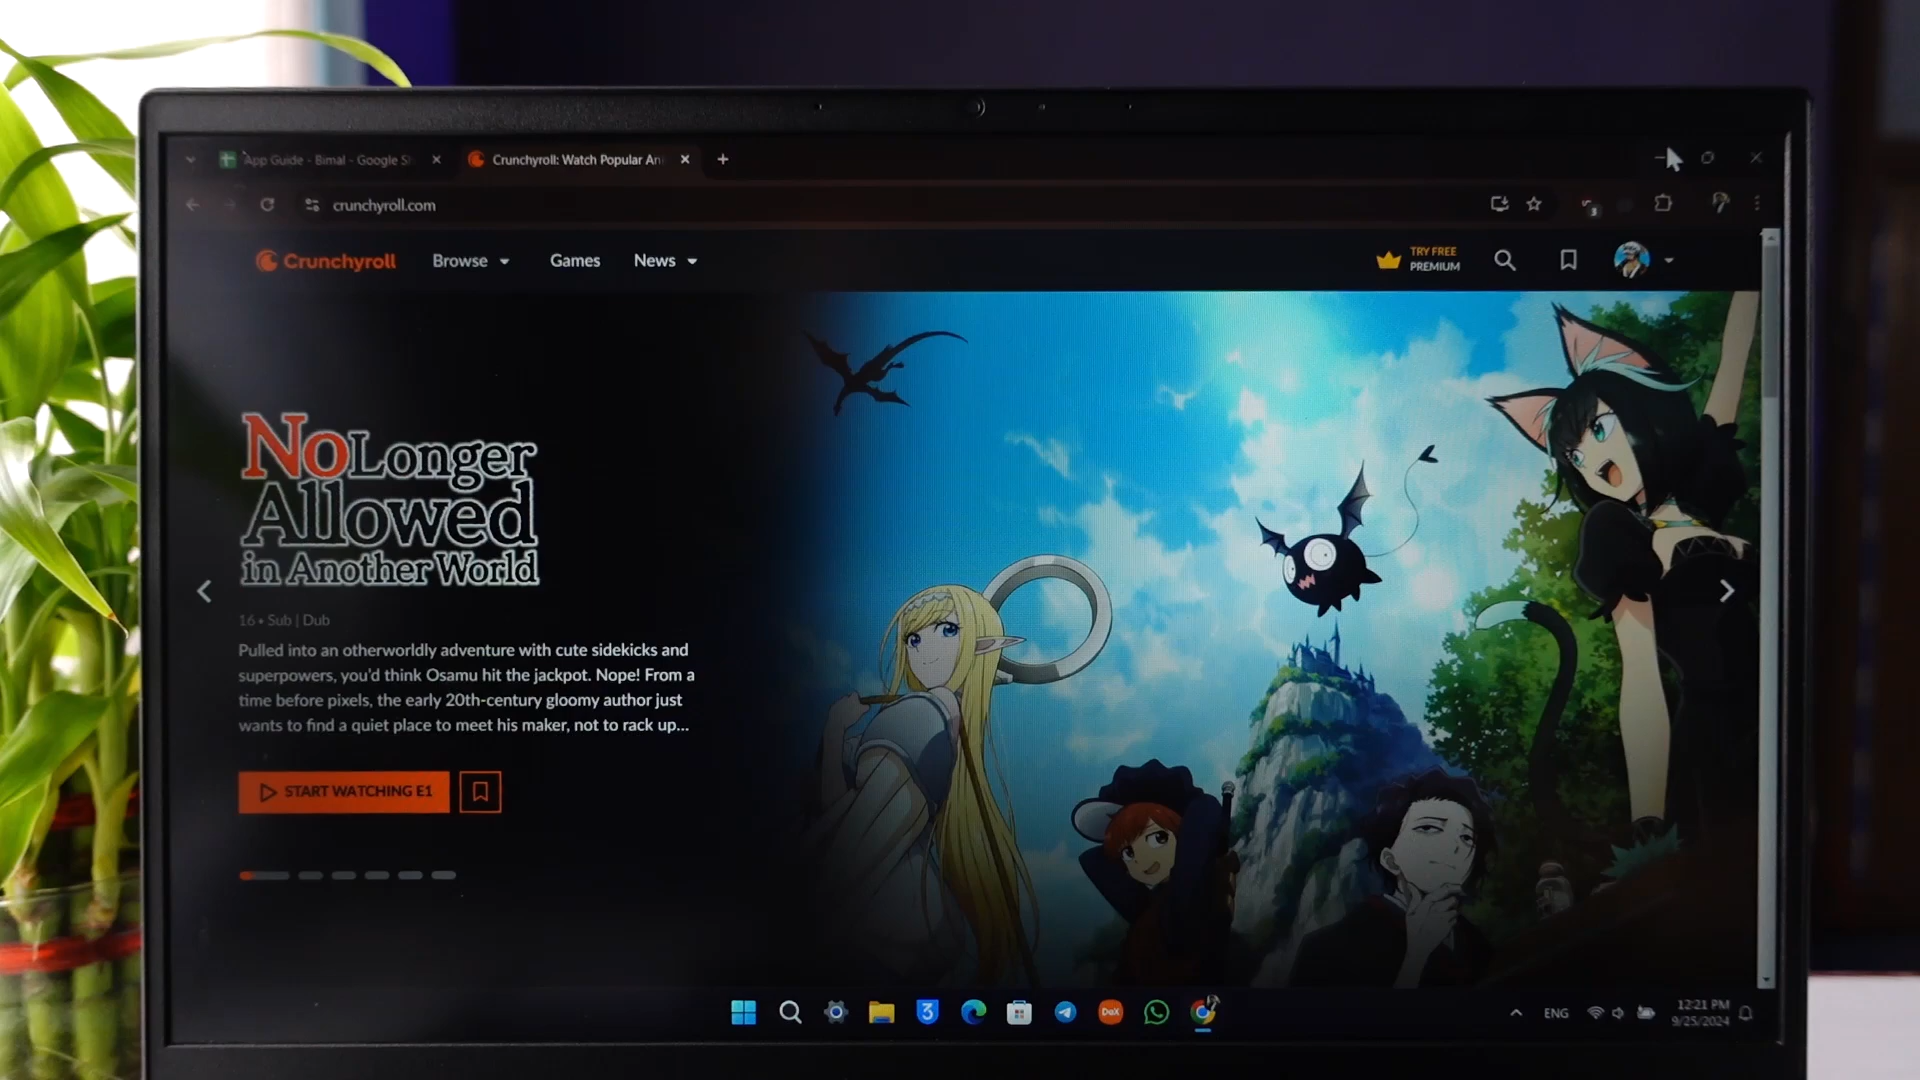 App Guide - Bimal - Google S
Crunchyroll: Watch Popular An
crunchyroll.com
3
Crunchyroll
Browse
Games
News
TRY FREE
PREMIUM
No Longer
Allowed
in Another World
16 • Sub | Dub
Pulled into an otherworldly adventure with cute sidekicks and
superpowers, you'd think Osamu hit the jackpot. Nope! From a
time before pixels, the early 20th-century gloomy author just
wants to find a quiet place to meet his maker, not to rack up...
START WATCHING E1
3
DeX
ENG
12:21 PM
9/25/2024